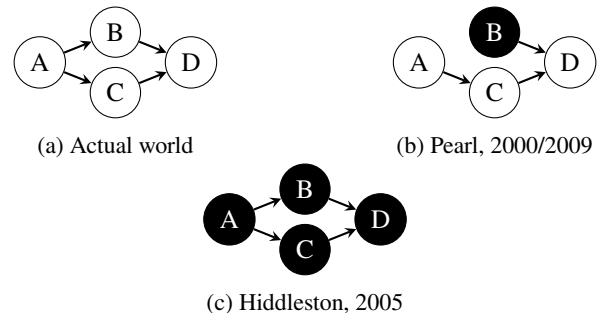 B
A
D
C
(a) Actual world
B
A
D
C
(b) Pearl, 2000/2009
B
A
D
C
(c) Hiddleston, 2005